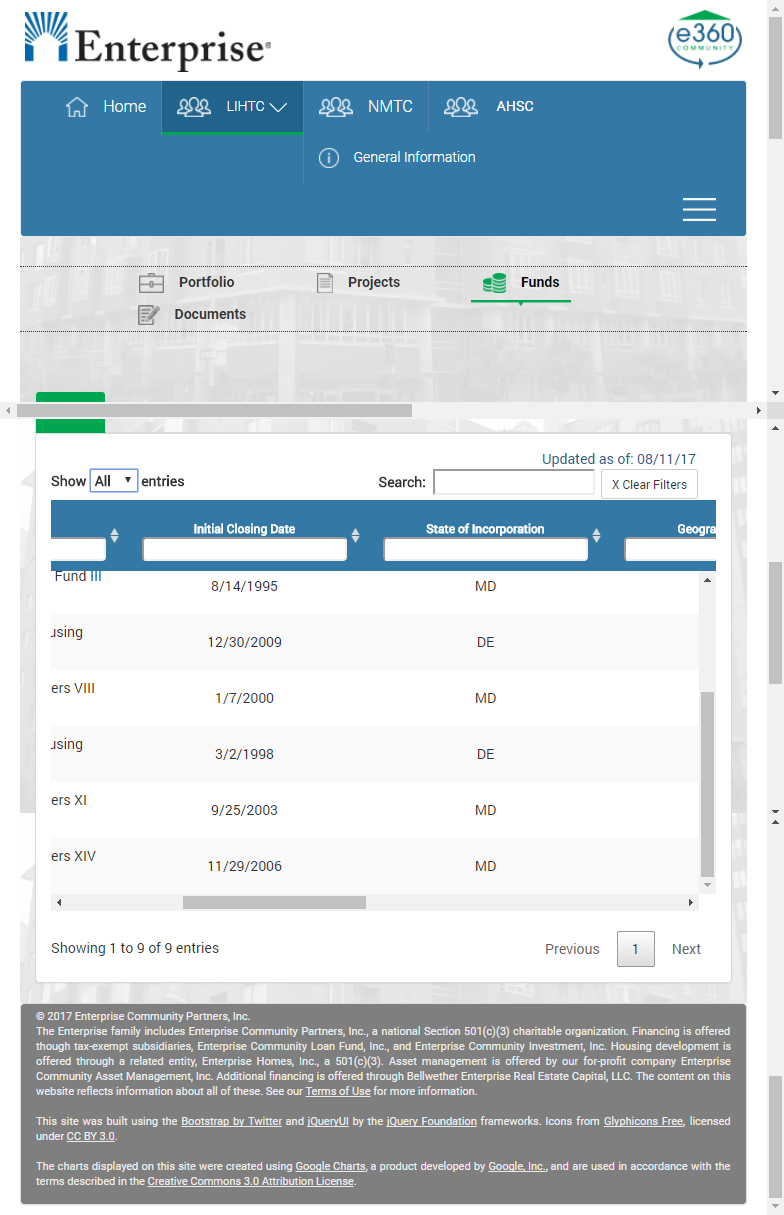 Enterprise®
e360
COMMUNITY
Home
LIHTC
NMTC
AHSC
General Information
Portfolio
Projects
Funds
Documents
Updated as of: 08/11/17
Show All entries
Search:
X Clear Filters
Initial Closing Date
State of Incorporation
Geogra
Fund III
8/14/1995
MD
using
12/30/2009
DE
ers VIII
1/7/2000
MD
using
3/2/1998
DE
ers XI
9/25/2003
MD
ers XIV
11/29/2006
MD
Showing 1 to 9 of 9 entries
Previous
1
Next
© 2017 Enterprise Community Partners, Inc.
The Enterprise family includes Enterprise Community Partners, Inc., a national Section 501(c)(3) charitable organization. Financing is offered
though tax-exempt subsidiaries, Enterprise Community Loan Fund, Inc., and Enterprise Community Investment, Inc. Housing development is
offered through a related entity, Enterprise Homes, Inc., a 501(c)(3). Asset management is offered by our for-profit company Enterprise
Community Asset Management, Inc. Additional financing is offered through Bellwether Enterprise Real Estate Capital, LLC. The content on this
website reflects information about all of these. See our Terms of Use for more information.
This site was built using the Bootstrap by Twitter and jQueryUI by the jQuery Foundation frameworks. Icons from Glyphicons Free, licensed
under CC BY 3.0.
The charts displayed on this site were created using Google Charts, a product developed by Google, Inc., and are used in accordance with the
terms described in the Creative Commons 3.0 Attribution License.